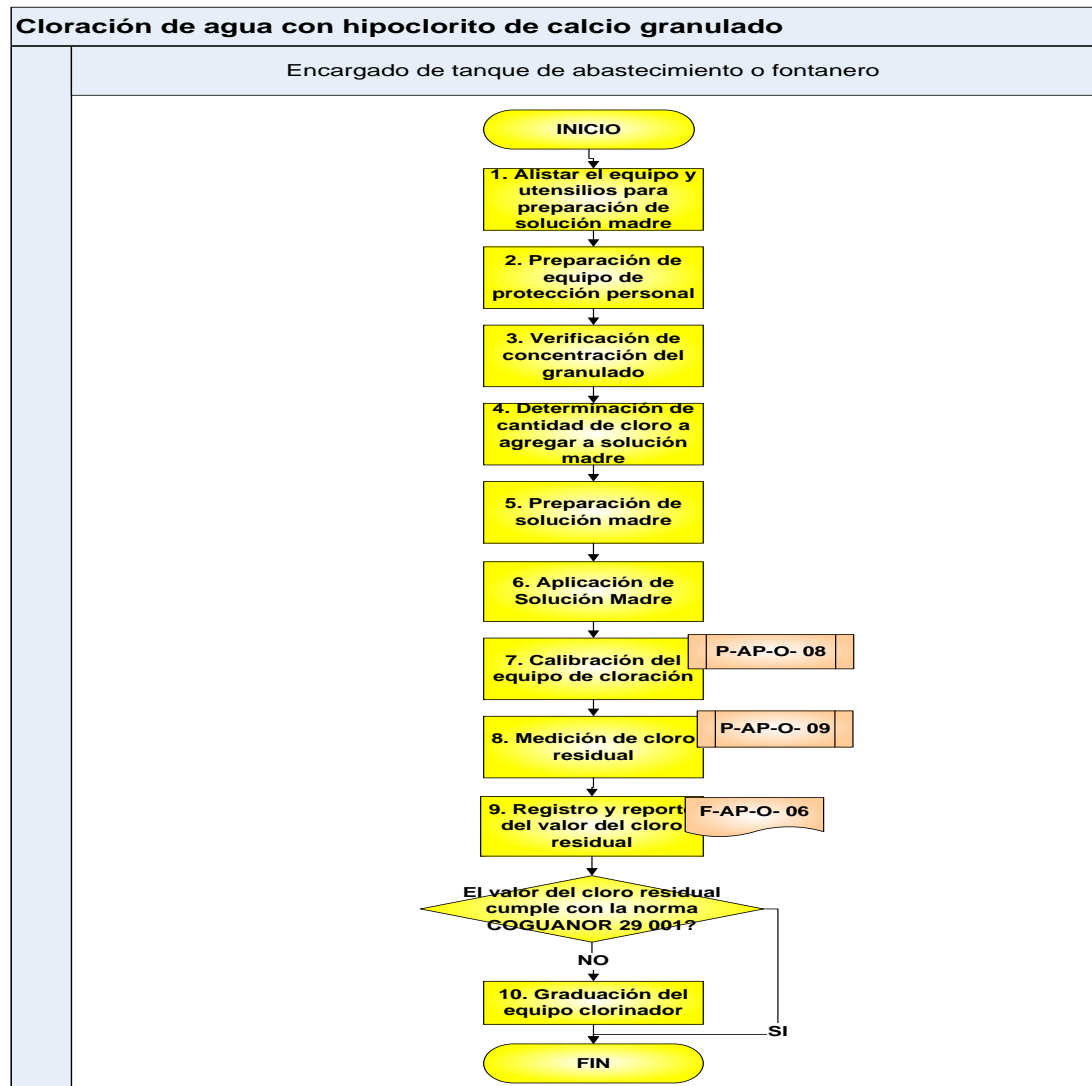 Cloración de agua con hipoclorito de calcio granulado
Encargado de tanque de abastecimiento o fontanero
INICIO
1. Alistar el equipo y
utensilios para
preparación de
solución madre
2. Preparación de
equipo de
protección personal
3. Verificación de
concentración del
granulado
4. Determinación de
cantidad de cloro a
agregar a solución
madre
5. Preparación de
solución madre
6. Aplicación de
Solución Madre
7. Calibración del
equipo de cloración
P-AP-O- 08
8. Medición de cloro
residual
P-AP-O- 09
9. Registro y reporte
del valor del cloro
residual
F-AP-O- 06
El valor del cloro residual
cumple con la norma
COGUANOR 29 001?
NO
10. Graduación del
equipo clorinador
SI
FIN